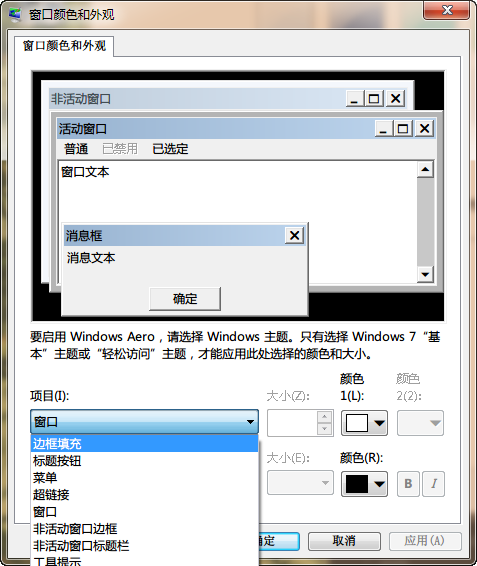 窗口颜色和外观
窗口颜色和外观
非活动窗口
活动窗口
普通 已禁用 已选定
窗口文本
消息框
消息文本
确定
要启用 Windows Aero，请选择 Windows 主题。只有选择 Windows 7“基
本”主题或“轻松访问”主题，才能应用此处选择的颜色和大小。
项目(I): 大小(Z): 颜色 1(L): 颜色 2(2):
窗口
边框填充
标题按钮
菜单
超链接
窗口
非活动窗口边框
非活动窗口标题栏
工具提示
大小(E): 颜色(R):
B I
确定 取消 应用(A)